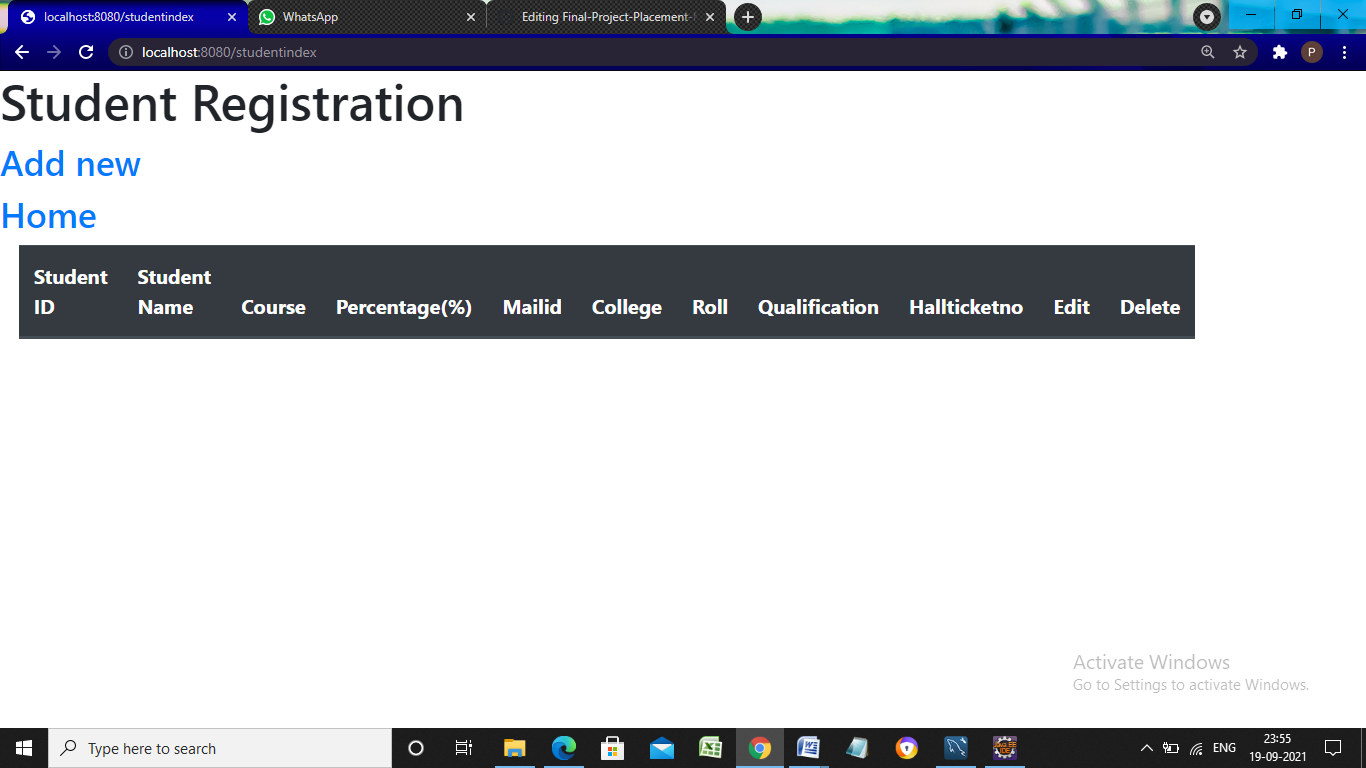 localhost:8080/studentindex
WhatsApp
Editing Final-Project-Placement-
localhost:8080/studentindex
P
Student Registration
Add new
Home
Student ID Student Name Course Percentage(%) Mailid College Roll Qualification Hallticketno Edit Delete
Activate Windows
Go to Settings to activate Windows.
Type here to search
ENG
23:55
19-09-2021